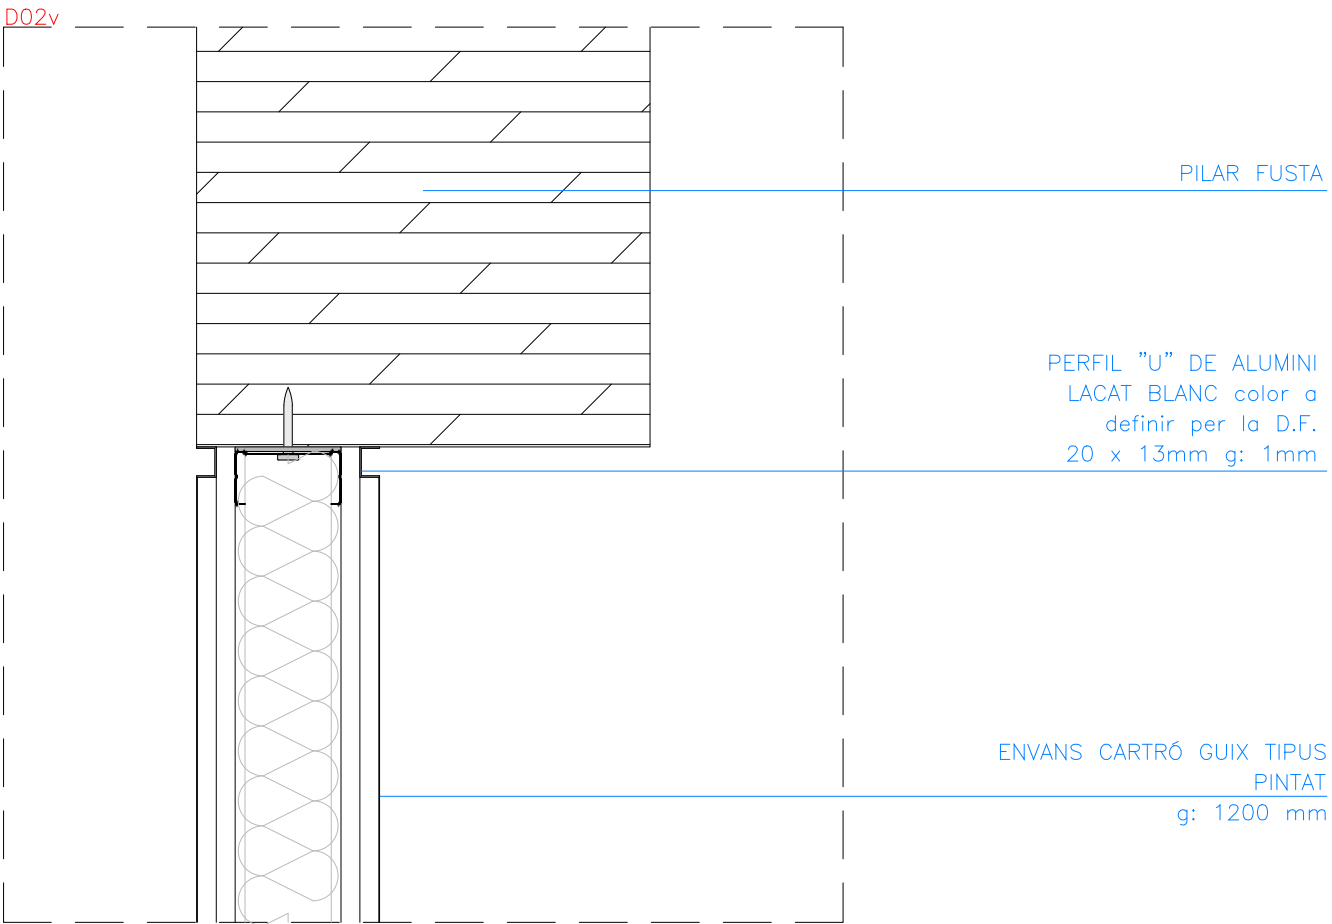 D02v
PILAR FUSTA
PERFIL "U" DE ALUMINI
LACAT BLANC color a
definir per la D.F.
20 x 13mm g: 1mm
ENVANS CARTRÓ GUIX TIPUS
PINTAT
g: 1200 mm